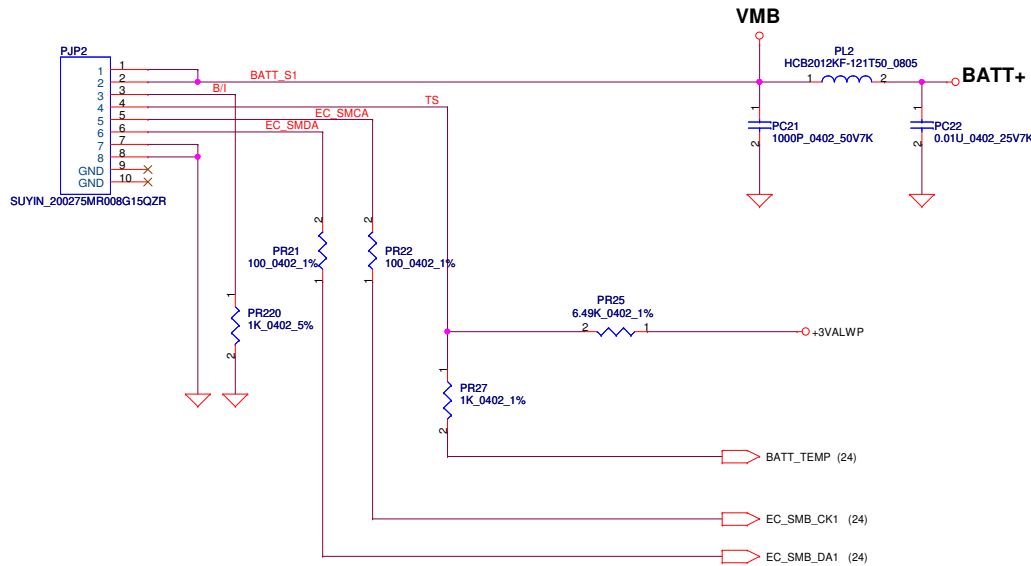 VMB
PJP2
PL2
HCB2012KF-121T50_0805
1
2
3
4
5
6
7
8
GND
GND
1
2
3
4
5
6
7
8
9
10
BATT_S1
B/I
TS
EC_SMCA
EC_SMDA
1
2
BATT+
1
PC21
1000P_0402_50V7K
2
1
PC22
0.01U_0402_25V7K
2
SUYIN_200275MR008G15QZR
2
PR21
100_0402_1%
1
2
PR22
100_0402_1%
1
1
PR220
1K_0402_5%
2
PR25
6.49K_0402_1%
2
1
+3VALWP
1
PR27
1K_0402_1%
2
BATT_TEMP (24)
EC_SMB_CK1 (24)
EC_SMB_DA1 (24)